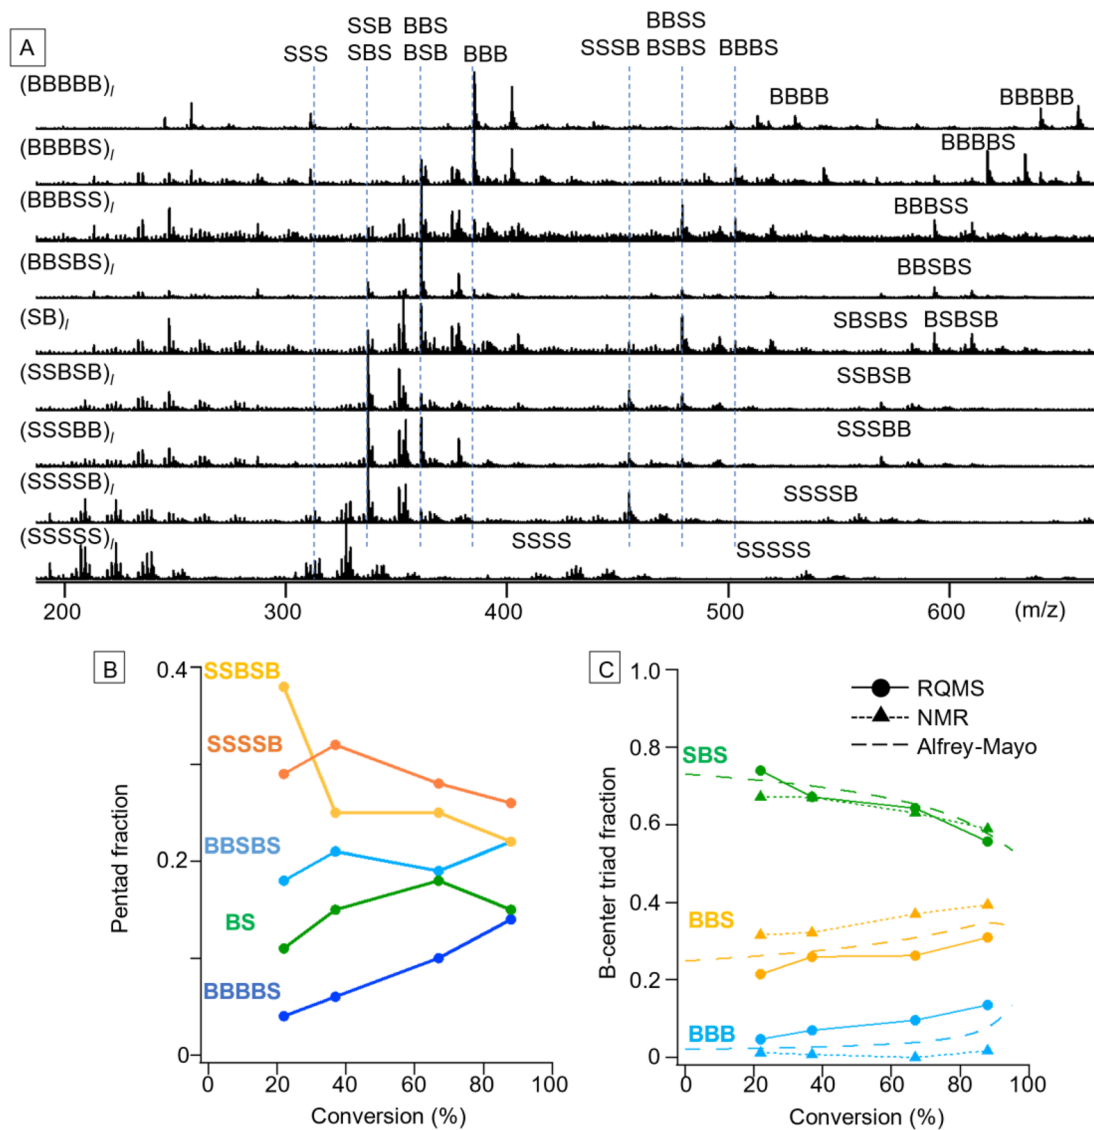 A
SSS
SSB
SBS
BBS
BSB
BBB
SSSB
BBSS
BSBS
BBBS
(BBBBB)l
BBBB
BBBBB
(BBBBS)l
BBBBS
(BBBSS)l
BBBSS
(BBSBS)l
BBSBS
(SB)l
SBSBS
BSBSB
(SSBSB)l
SSBSB
(SSSBB)l
SSSBB
(SSSSB)l
SSSSB
(SSSSS)l
SSSS
SSSSS
200 300 400 500 600 (m/z)
B
0.4
0.2
0
Pentad fraction
SSBSB
SSSSB
BBSBS
BS
BBBBS
0 20 40 60 80 100
Conversion (%)
C
1.0
0.8
0.6
0.4
0.2
0
B-center triad fraction
RQMS
NMR
Alfrey-Mayo
SBS
BBS
BBB
0 20 40 60 80 100
Conversion (%)